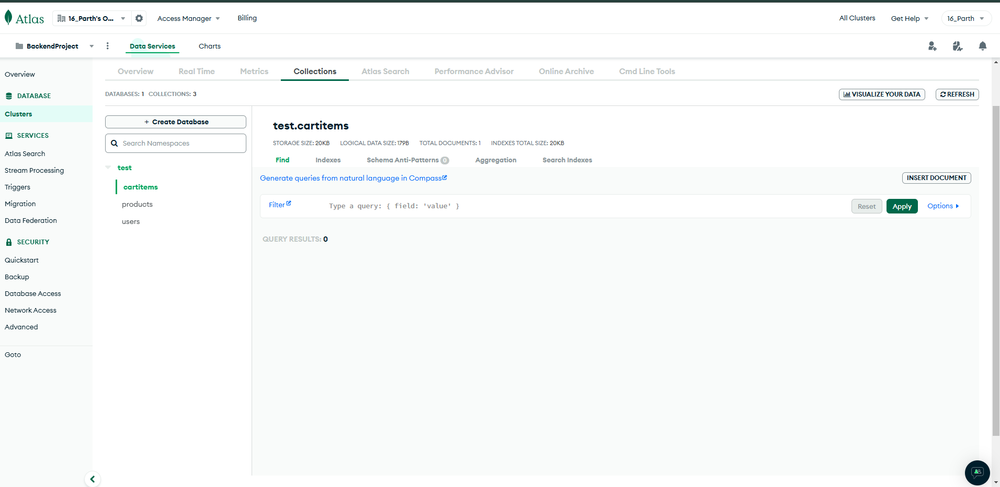 Atlas
16_Parth's O...
Access Manager
Billing
All Clusters
Get Help
16_Parth
BackendProject
Data Services
Charts
Overview
DATABASE
Clusters
SERVICES
Atlas Search
Stream Processing
Triggers
Migration
Data Federation
SECURITY
Quickstart
Backup
Database Access
Network Access
Advanced
Goto
Overview
Real Time
Metrics
Collections
Atlas Search
Performance Advisor
Online Archive
Cmd Line Tools
DATABASES: 1 COLLECTIONS: 3
VISUALIZE YOUR DATA
REFRESH
+ Create Database
Search Namespaces
test
cartitems
products
users
test.cartitems
STORAGE SIZE: 20KB LOGICAL DATA SIZE: 179B TOTAL DOCUMENTS: 1 INDEXES TOTAL SIZE: 20KB
Find
Indexes
Schema Anti-Patterns 0
Aggregation
Search Indexes
Generate queries from natural language in Compass
INSERT DOCUMENT
Filter
Type a query: { field: 'value' }
Reset
Apply
Options
QUERY RESULTS: 0